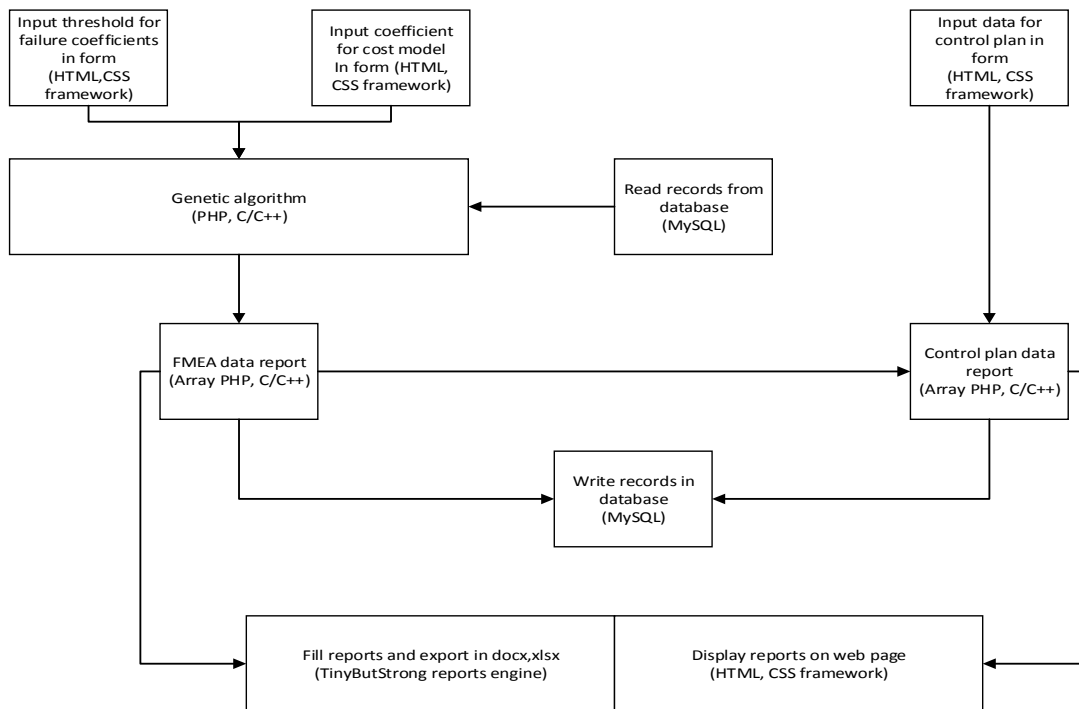 Input threshold for
failure coefficients
in form
(HTML,CSS
framework)
Input coefficient
for cost model
In form (HTML,
CSS framework)
Input data for
control plan in
form
(HTML, CSS
framework)
Genetic algorithm
(PHP, C/C++)
Read records from
database
(MySQL)
FMEA data report
(Array PHP, C/C++)
Control plan data
report
(Array PHP, C/C++)
Write records in
database
(MySQL)
Fill reports and export in docx,xlsx
(TinyButStrong reports engine)
Display reports on web page
(HTML, CSS framework)